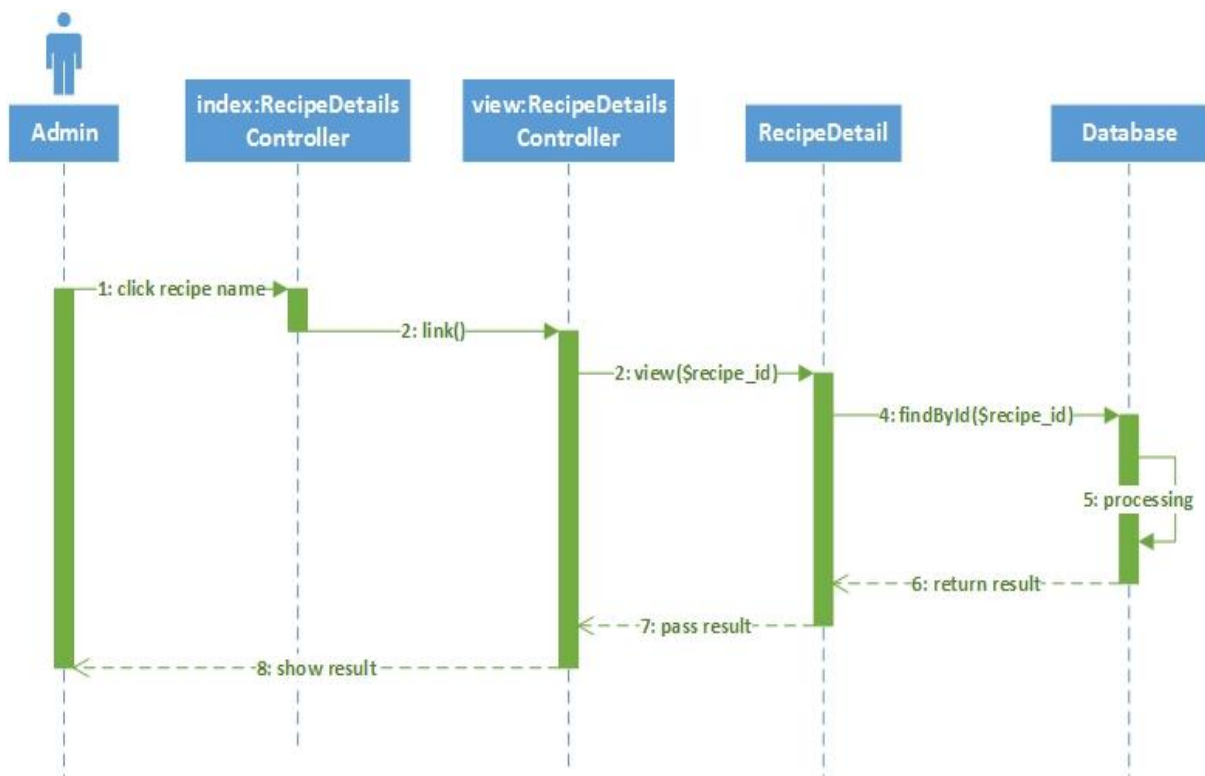 Admin
index:RecipeDetails
Controller
view:RecipeDetails
Controller
RecipeDetail
Database
1: click recipe name
2: link()
2: view($recipe_id)
4: findById($recipe_id)
5: processing
6: return result
7: pass result
8: show result